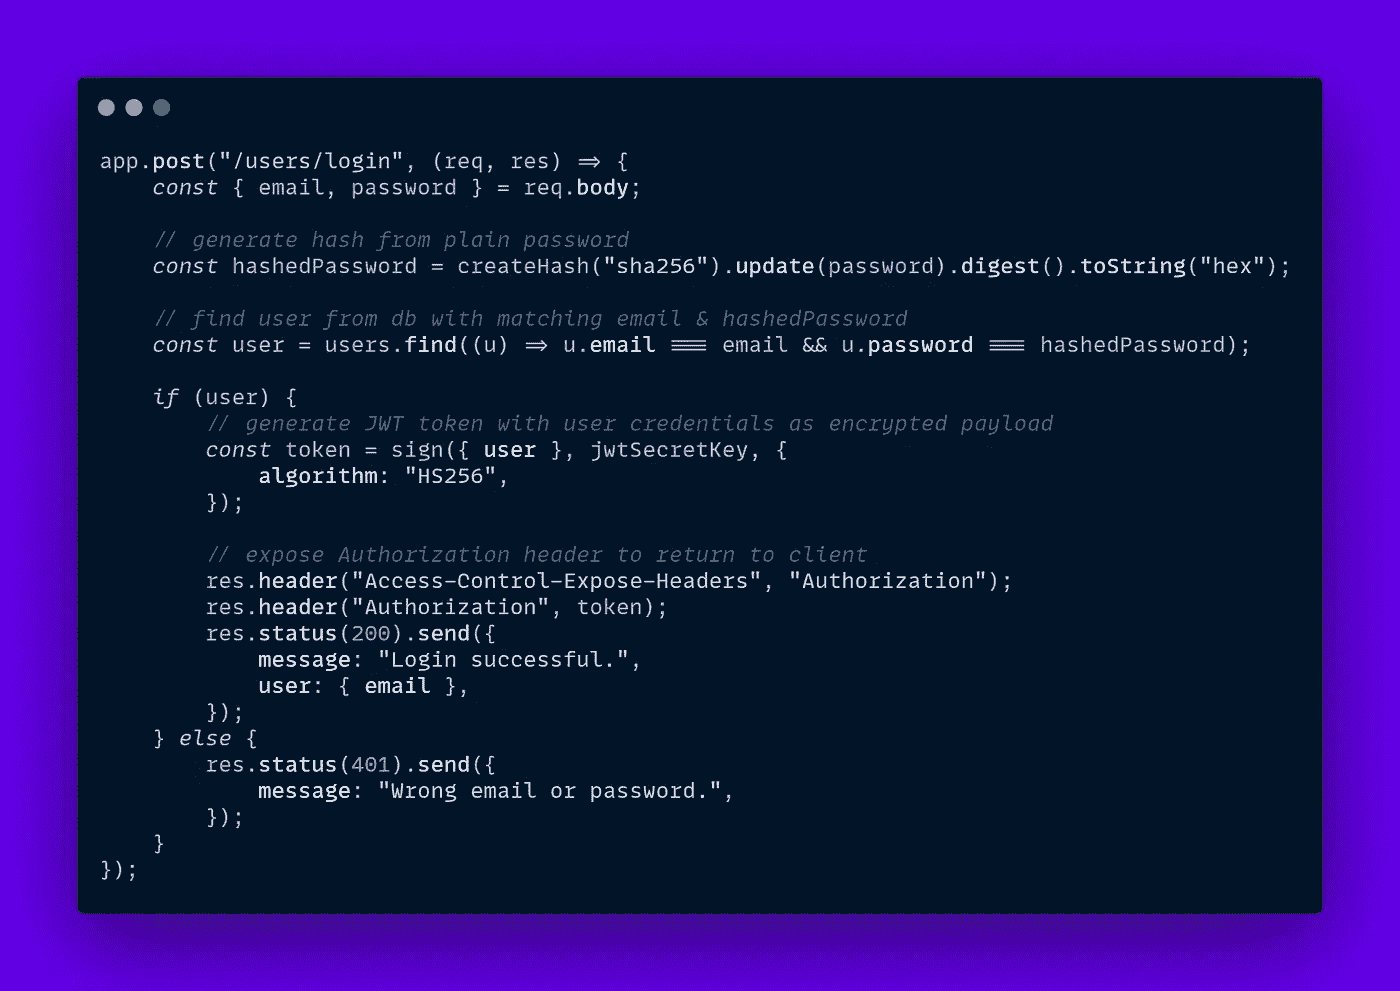 app.post("/users/login", (req, res) => {
    const { email, password } = req.body;

    // generate hash from plain password
    const hashedPassword = createHash("sha256").update(password).digest().toString("hex");

    // find user from db with matching email & hashedPassword
    const user = users.find((u) => u.email === email && u.password === hashedPassword);

    if (user) {
        // generate JWT token with user credentials as encrypted payload
        const token = sign({ user }, jwtSecretKey, {
            algorithm: "HS256",
        });

        // expose Authorization header to return to client
        res.header("Access-Control-Expose-Headers", "Authorization");
        res.header("Authorization", token);
        res.status(200).send({
            message: "Login successful.",
            user: { email },
        });
    } else {
        res.status(401).send({
            message: "Wrong email or password.",
        });
    }
});